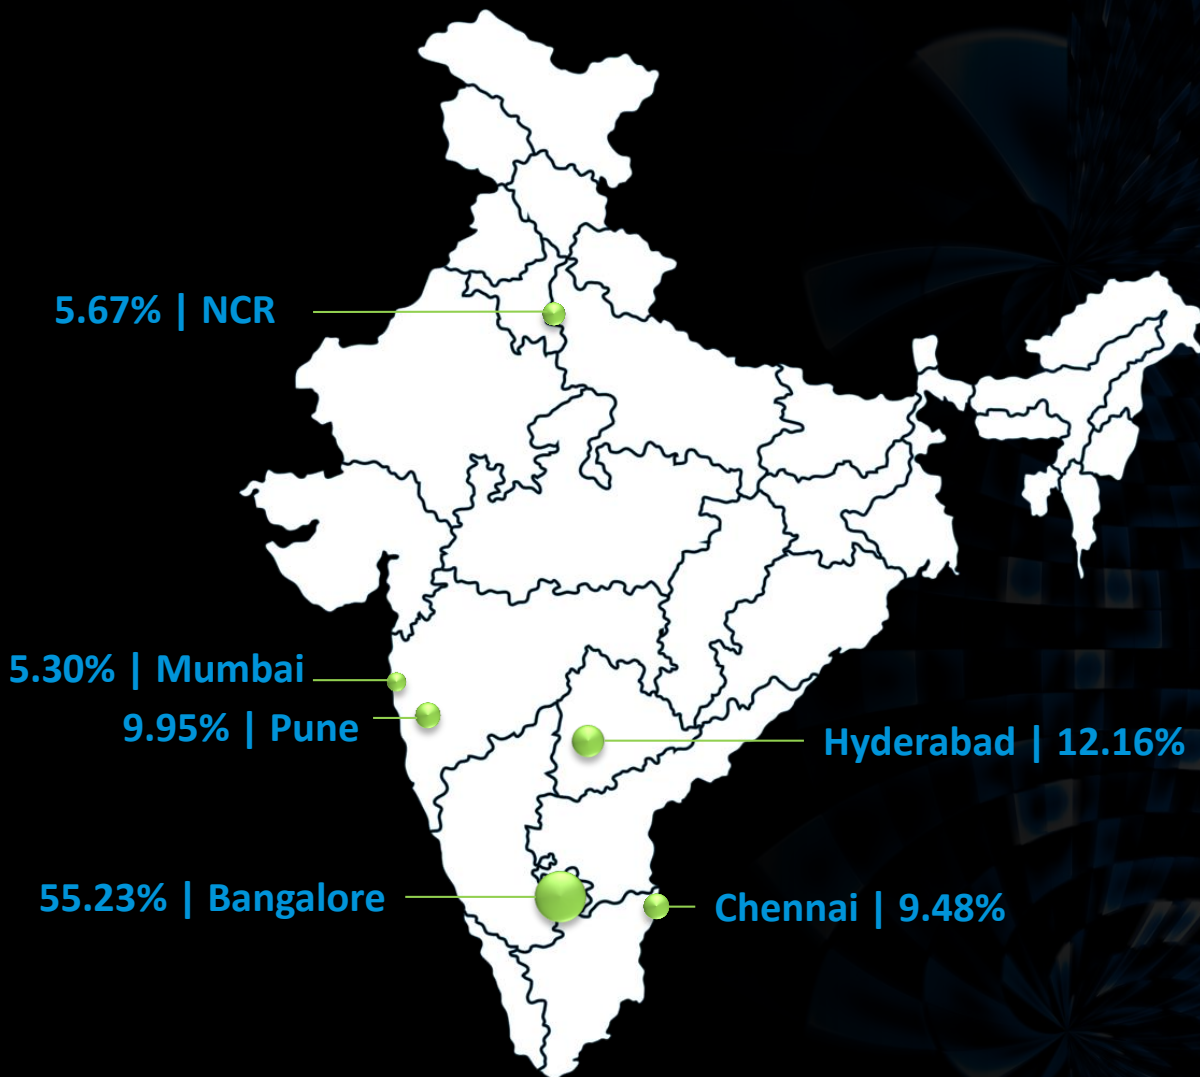 5.67% | NCR
5.30% | Mumbai
9.95% | Pune
Hyderabad | 12.16%
55.23% | Bangalore
Chennai | 9.48%